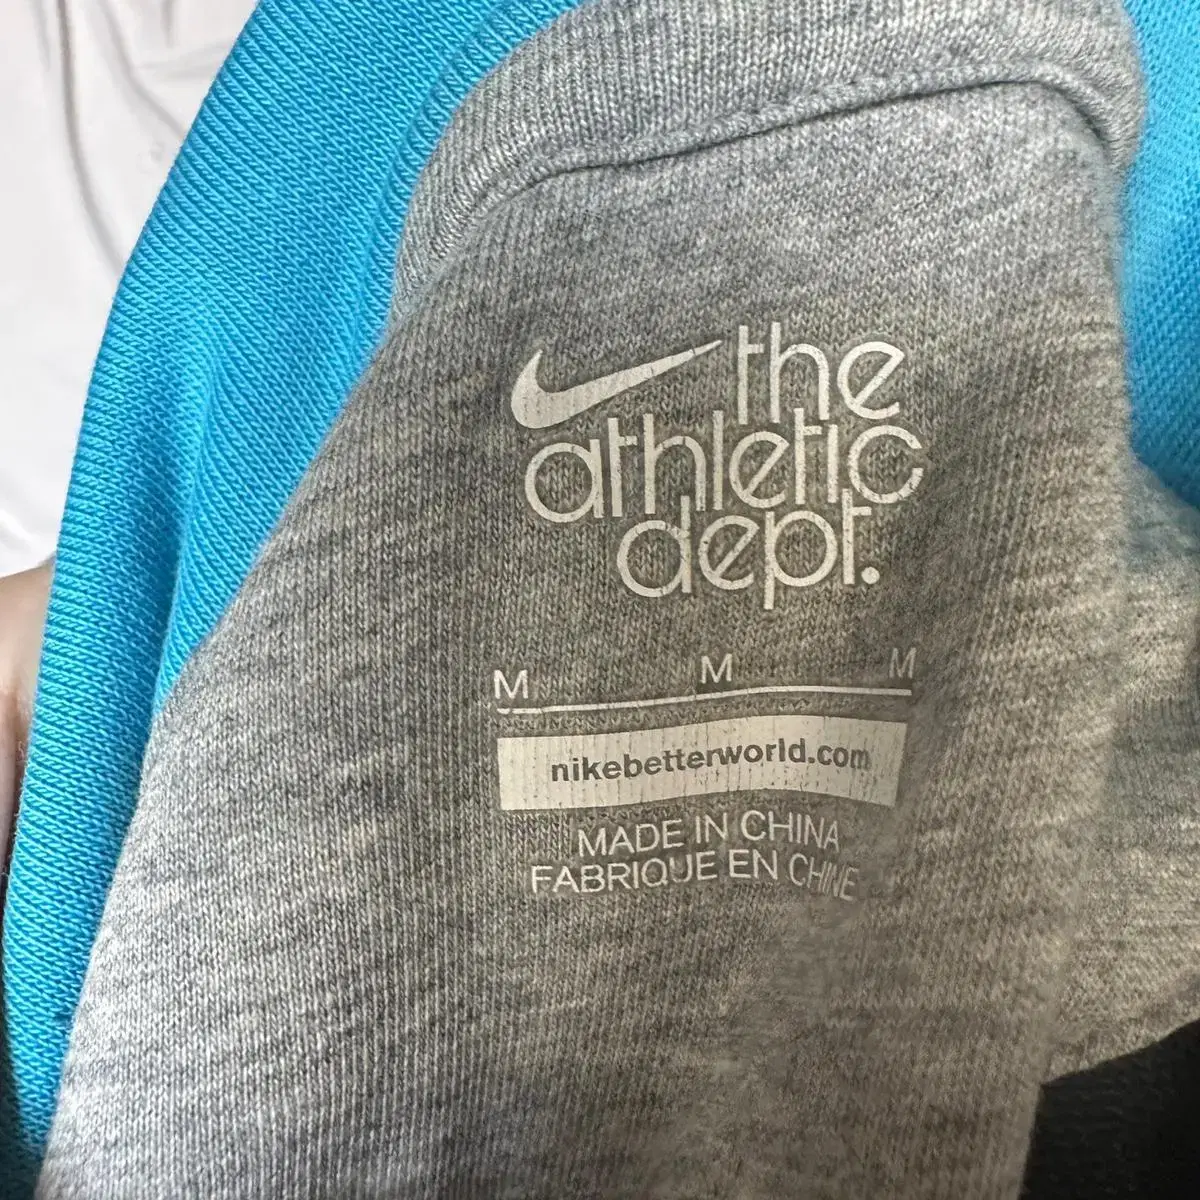 the
athletic
dept.
M M M
nikebetterworld.com
MADE IN CHINA
FABRIQUE EN CHINE